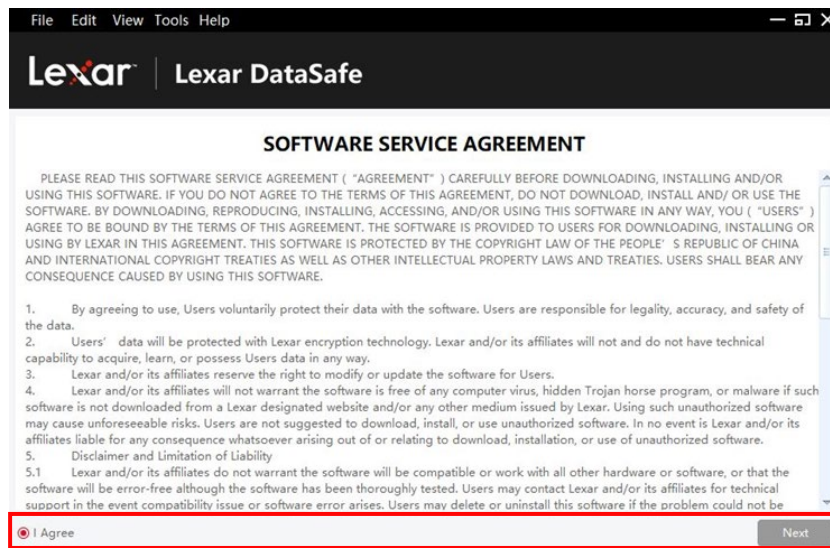 File Edit View Tools Help
Lexar | Lexar DataSafe
SOFTWARE SERVICE AGREEMENT
PLEASE READ THIS SOFTWARE SERVICE AGREEMENT ( “AGREEMENT” ) CAREFULLY BEFORE DOWNLOADING, INSTALLING AND/OR
USING THIS SOFTWARE. IF YOU DO NOT AGREE TO THE TERMS OF THIS AGREEMENT, DO NOT DOWNLOAD, INSTALL AND/ OR USE THE
SOFTWARE. BY DOWNLOADING, REPRODUCING, INSTALLING, ACCESSING, AND/OR USING THIS SOFTWARE IN ANY WAY, YOU ( “USERS” )
AGREE TO BE BOUND BY THE TERMS OF THIS AGREEMENT. THE SOFTWARE IS PROVIDED TO USERS FOR DOWNLOADING, INSTALLING OR
USING BY LEXAR IN THIS AGREEMENT. THIS SOFTWARE IS PROTECTED BY THE COPYRIGHT LAW OF THE PEOPLE’ S REPUBLIC OF CHINA
AND INTERNATIONAL COPYRIGHT TREATIES AS WELL AS OTHER INTELLECTUAL PROPERTY LAWS AND TREATIES. USERS SHALL BEAR ANY
CONSEQUENCE CAUSED BY USING THIS SOFTWARE.
1. By agreeing to use, Users voluntarily protect their data with the software. Users are responsible for legality, accuracy, and safety of
the data.
2. Users’ data will be protected with Lexar encryption technology. Lexar and/or its affiliates will not and do not have technical
capability to acquire, learn, or possess Users data in any way.
3. Lexar and/or its affiliates reserve the right to modify or update the software for Users.
4. Lexar and/or its affiliates will not warrant the software is free of any computer virus, hidden Trojan horse program, or malware if such
software is not downloaded from a Lexar designated website and/or any other medium issued by Lexar. Using such unauthorized software
may cause unforeseeable risks. Users are not suggested to download, install, or use unauthorized software. In no event is Lexar and/or its
affiliates liable for any consequence whatsoever arising out of or relating to download, installation, or use of unauthorized software.
5. Disclaimer and Limitation of Liability
5.1 Lexar and/or its affiliates do not warrant the software will be compatible or work with all other hardware or software, or that the
software will be error-free although the software has been thoroughly tested. Users may contact Lexar and/or its affiliates for technical
support in the event compatibility issue or software error arises. Users may delete or uninstall this software if the problem could not be
I Agree
Next